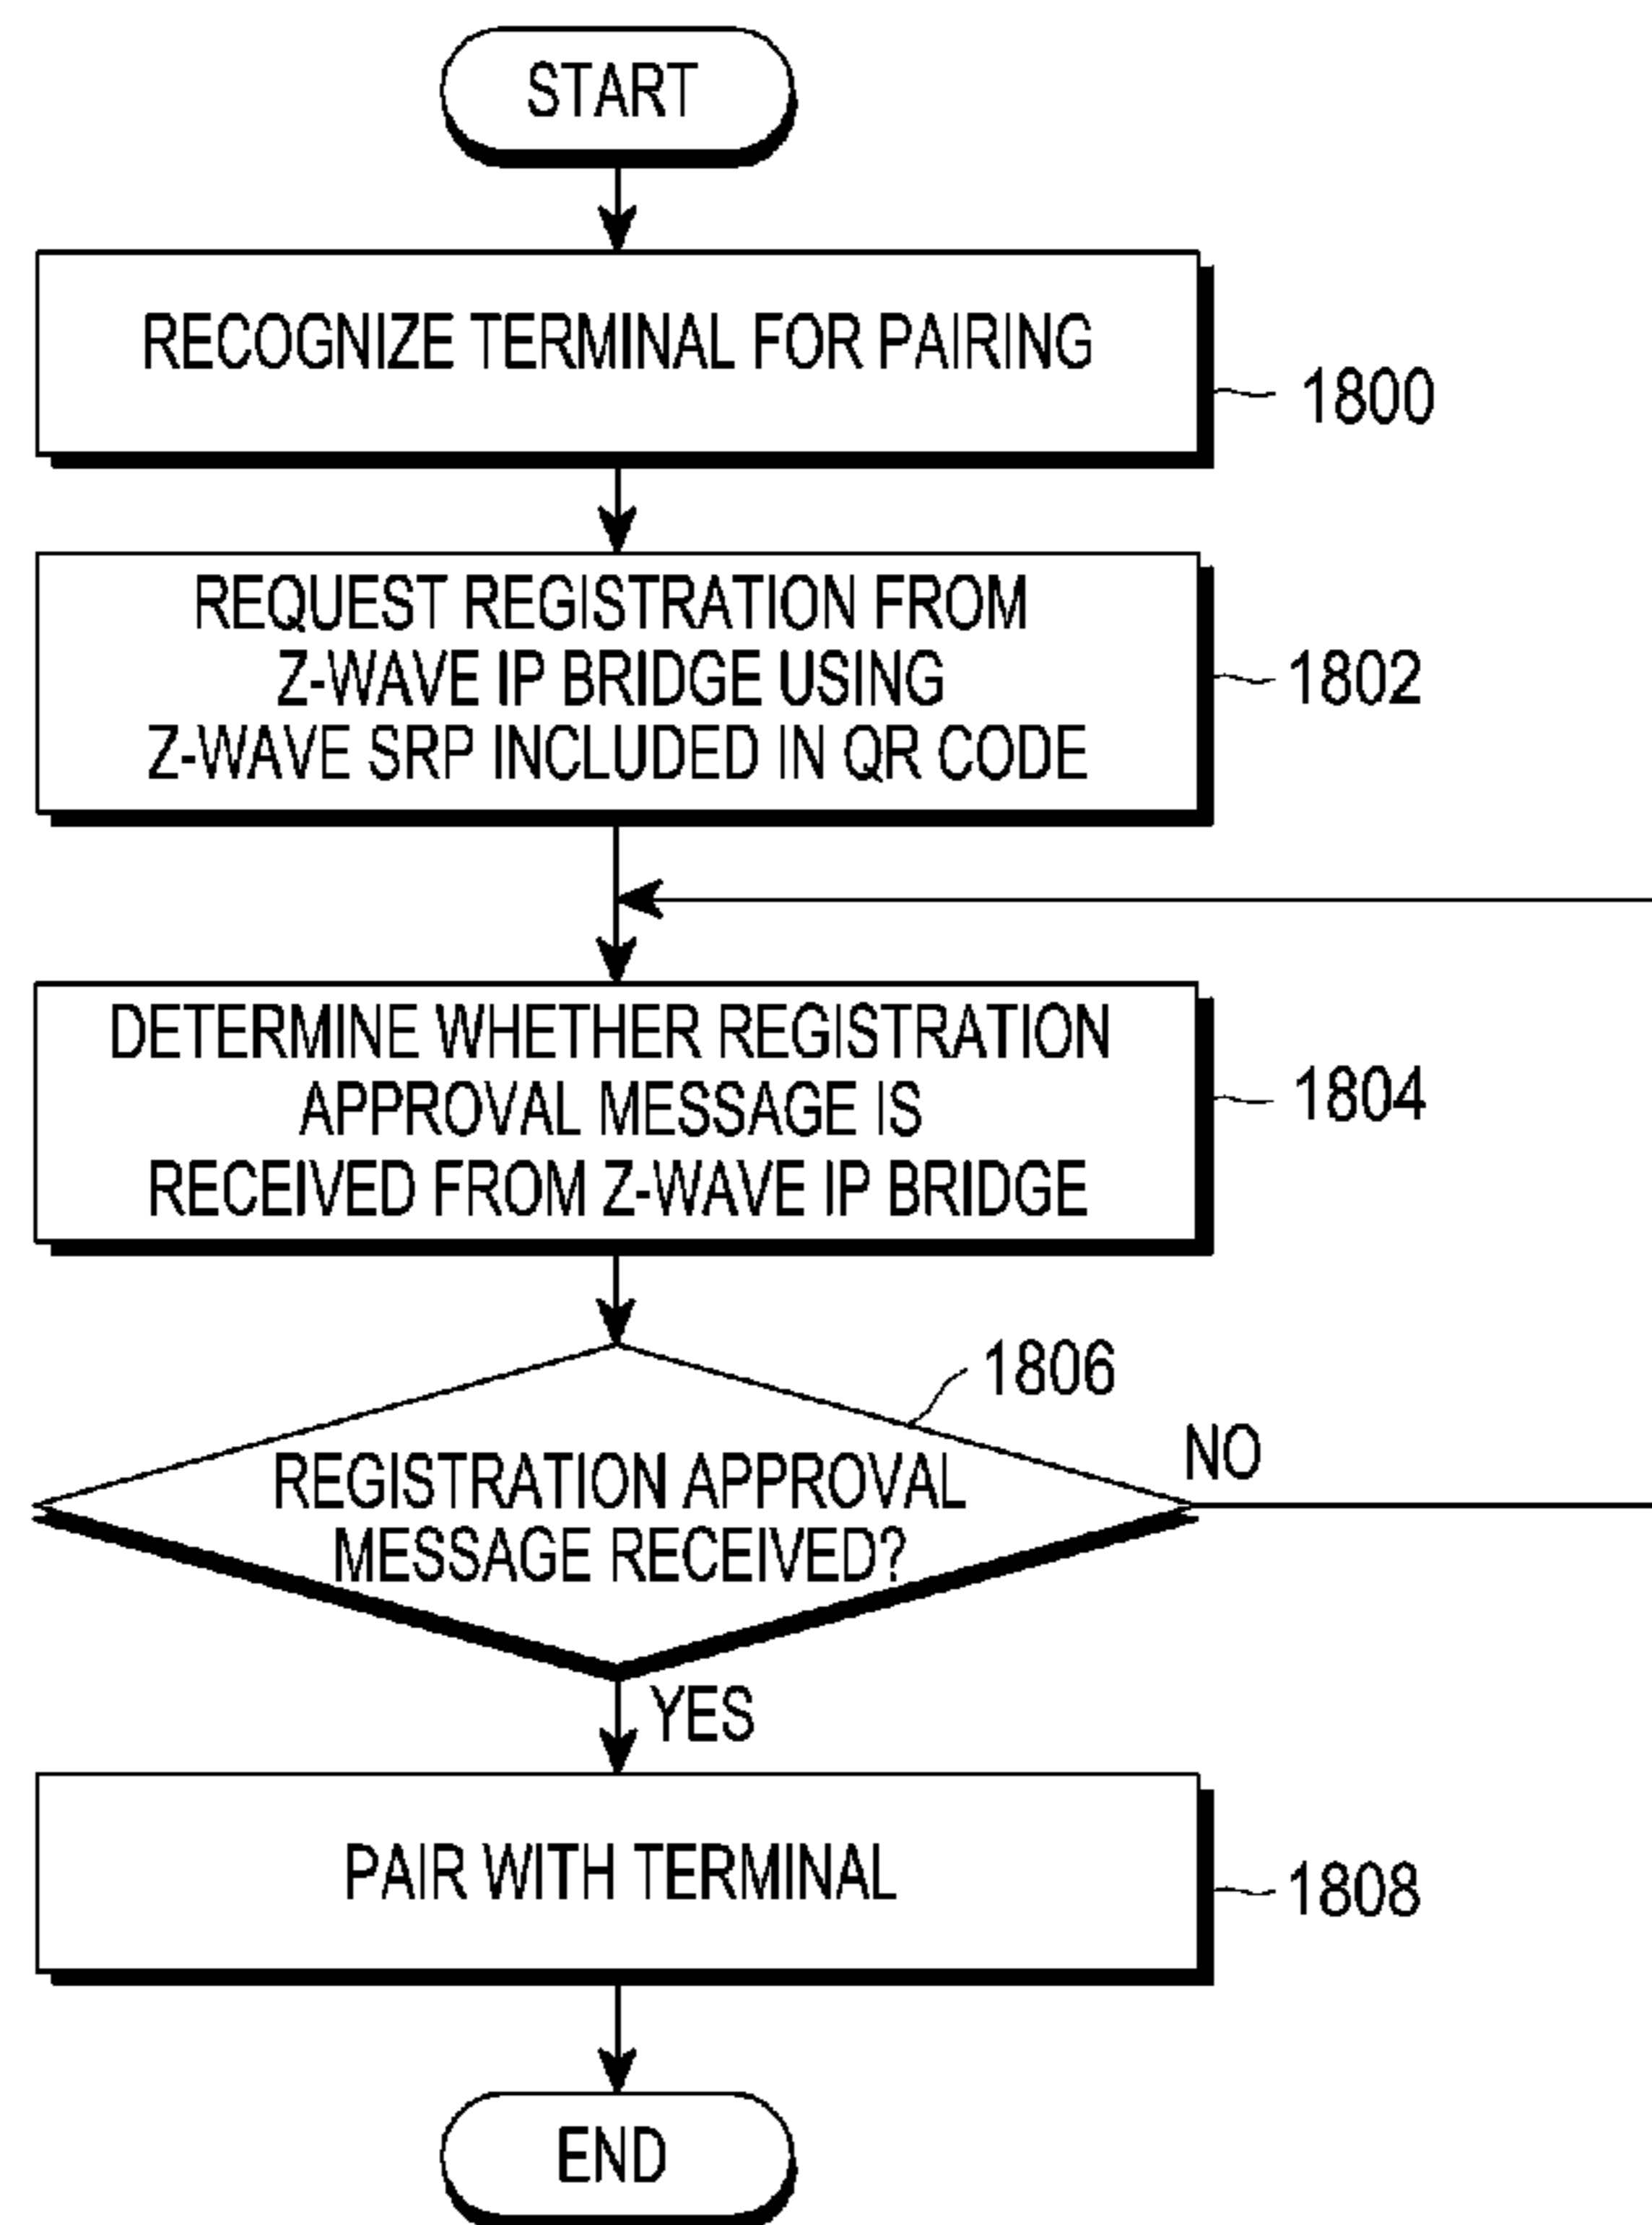 START
RECOGNIZE TERMINAL FOR PAIRING
1800
REQUEST REGISTRATION FROM
Z-WAVE IP BRIDGE USING
Z-WAVE SRP INCLUDED IN QR CODE
1802
DETERMINE WHETHER REGISTRATION
APPROVAL MESSAGE IS
RECEIVED FROM Z-WAVE IP BRIDGE
1804
1806
REGISTRATION APPROVAL
MESSAGE RECEIVED?
NO
YES
PAIR WITH TERMINAL
1808
END